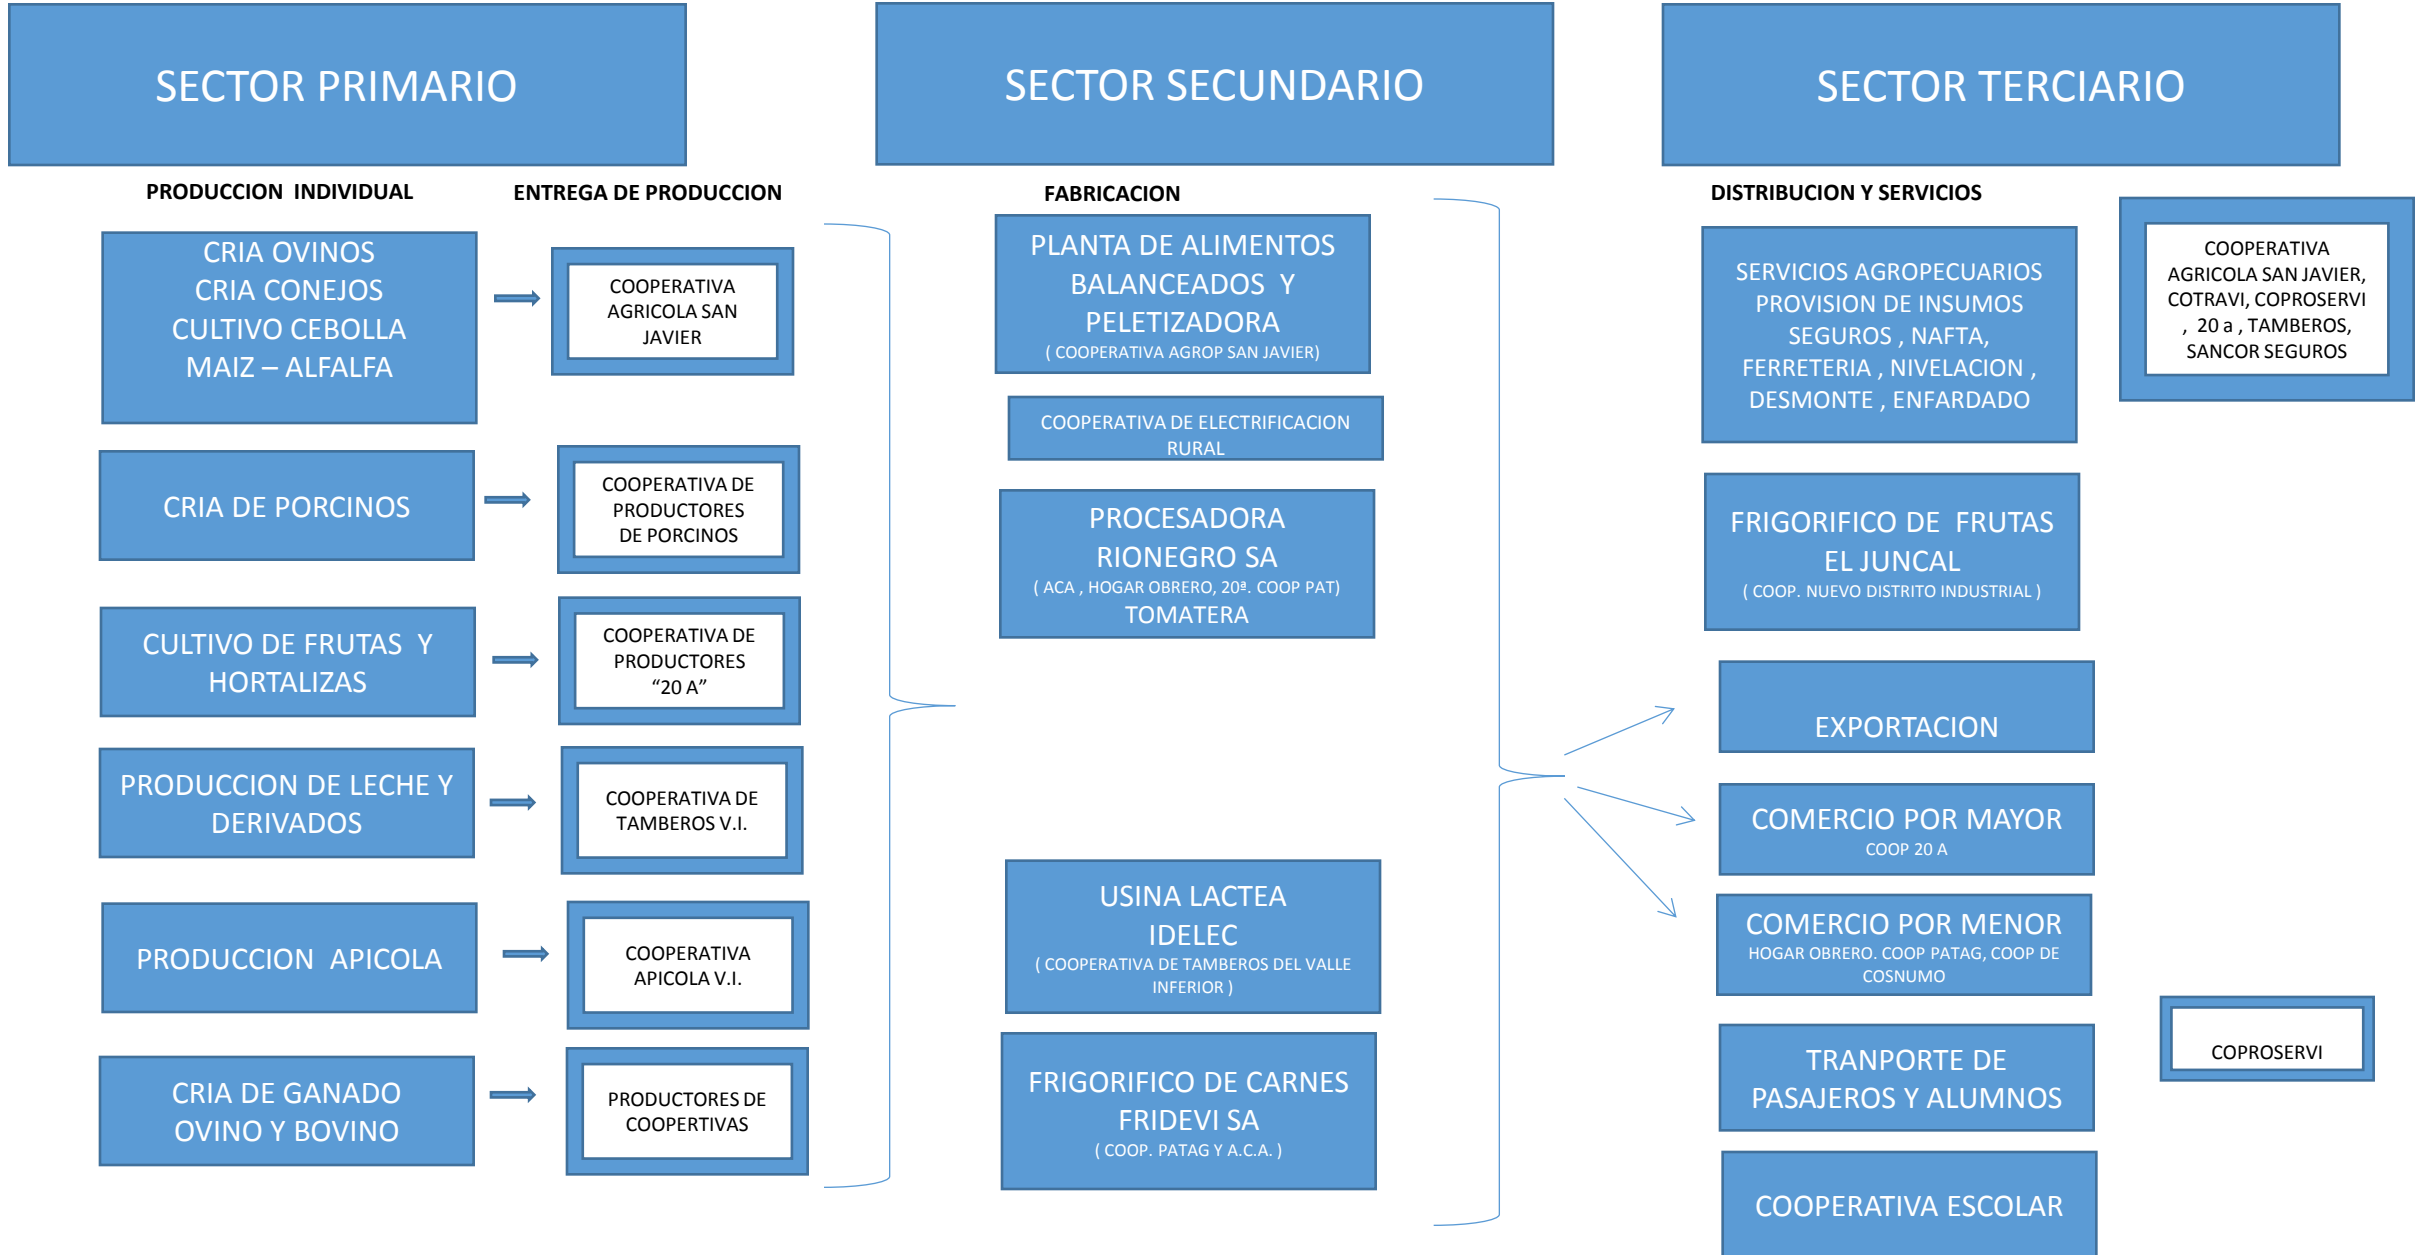 SECTOR PRIMARIO
SECTOR SECUNDARIO
SECTOR TERCIARIO
PRODUCCION INDIVIDUAL
ENTREGA DE PRODUCCION
CRIA OVINOS
CRIA CONEJOS
CULTIVO CEBOLLA
MAIZ – ALFALFA
COOPERATIVA
AGRICOLA SAN
JAVIER
CRIA DE PORCINOS
COOPERATIVA DE
PRODUCTORES
DE PORCINOS
CULTIVO DE FRUTAS Y
HORTALIZAS
COOPERATIVA DE
PRODUCTORES
“20 A”
PRODUCCION DE LECHE Y
DERIVADOS
COOPERATIVA DE
TAMBEROS V.I.
PRODUCCION APICOLA
COOPERATIVA
APICOLA V.I.
CRIA DE GANADO
OVINO Y BOVINO
PRODUCTORES DE
COOPERTIVAS
FABRICACION
PLANTA DE ALIMENTOS
BALANCEADOS Y
PELETIZADORA
( COOPERATIVA AGROP SAN JAVIER)
COOPERATIVA DE ELECTRIFICACION
RURAL
PROCESADORA
RIONEGRO SA
( ACA , HOGAR OBRERO, 20ª. COOP PAT)
TOMATERA
USINA LACTEA
IDELEC
( COOPERATIVA DE TAMBEROS DEL VALLE
INFERIOR )
FRIGORIFICO DE CARNES
FRIDEVI SA
( COOP. PATAG Y A.C.A. )
DISTRIBUCION Y SERVICIOS
SERVICIOS AGROPECUARIOS
PROVISION DE INSUMOS
SEGUROS , NAFTA,
FERRETERIA , NIVELACION ,
DESMONTE , ENFARDADO
COOPERATIVA
AGRICOLA SAN JAVIER,
COTRAVI, COPROSERVI
, 20 a , TAMBEROS,
SANCOR SEGUROS
FRIGORIFICO DE FRUTAS
EL JUNCAL
( COOP. NUEVO DISTRITO INDUSTRIAL )
EXPORTACION
COMERCIO POR MAYOR
COOP 20 A
COMERCIO POR MENOR
HOGAR OBRERO. COOP PATAG, COOP DE
COSNUMO
TRANPORTE DE
PASAJEROS Y ALUMNOS
COPROSERVI
COOPERATIVA ESCOLAR